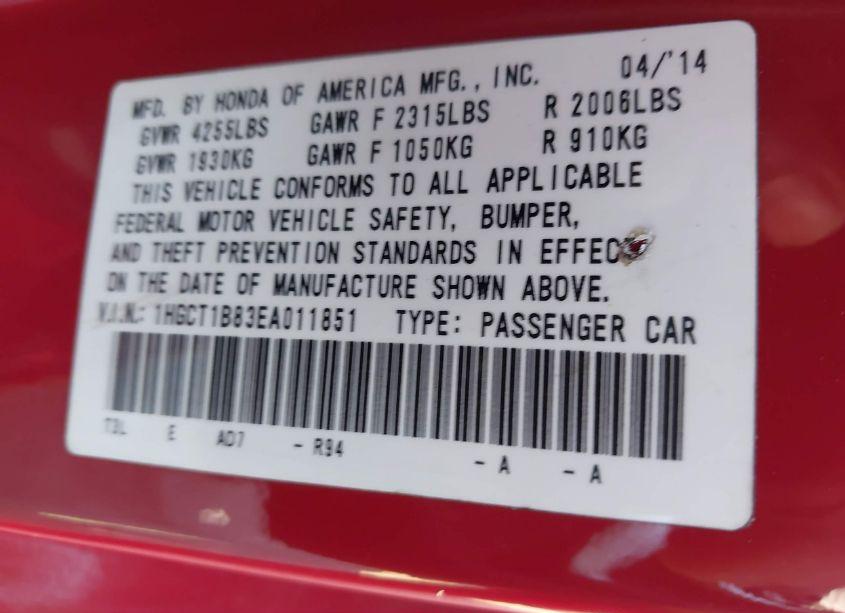 MFD. BY HONDA OF AMERICA MFG., INC. 04/'14
GVWR 4255LBS GAWR F 2315LBS R 2006LBS
GVWR 1930KG GAWR F 1050KG R 910KG
THIS VEHICLE CONFORMS TO ALL APPLICABLE
FEDERAL MOTOR VEHICLE SAFETY, BUMPER,
AND THEFT PREVENTION STANDARDS IN EFFEC
ON THE DATE OF MANUFACTURE SHOWN ABOVE.
V.I.N.: 1HGCT1B83EA011851 TYPE: PASSENGER CAR
T3L E AD7 - R94 - A - A